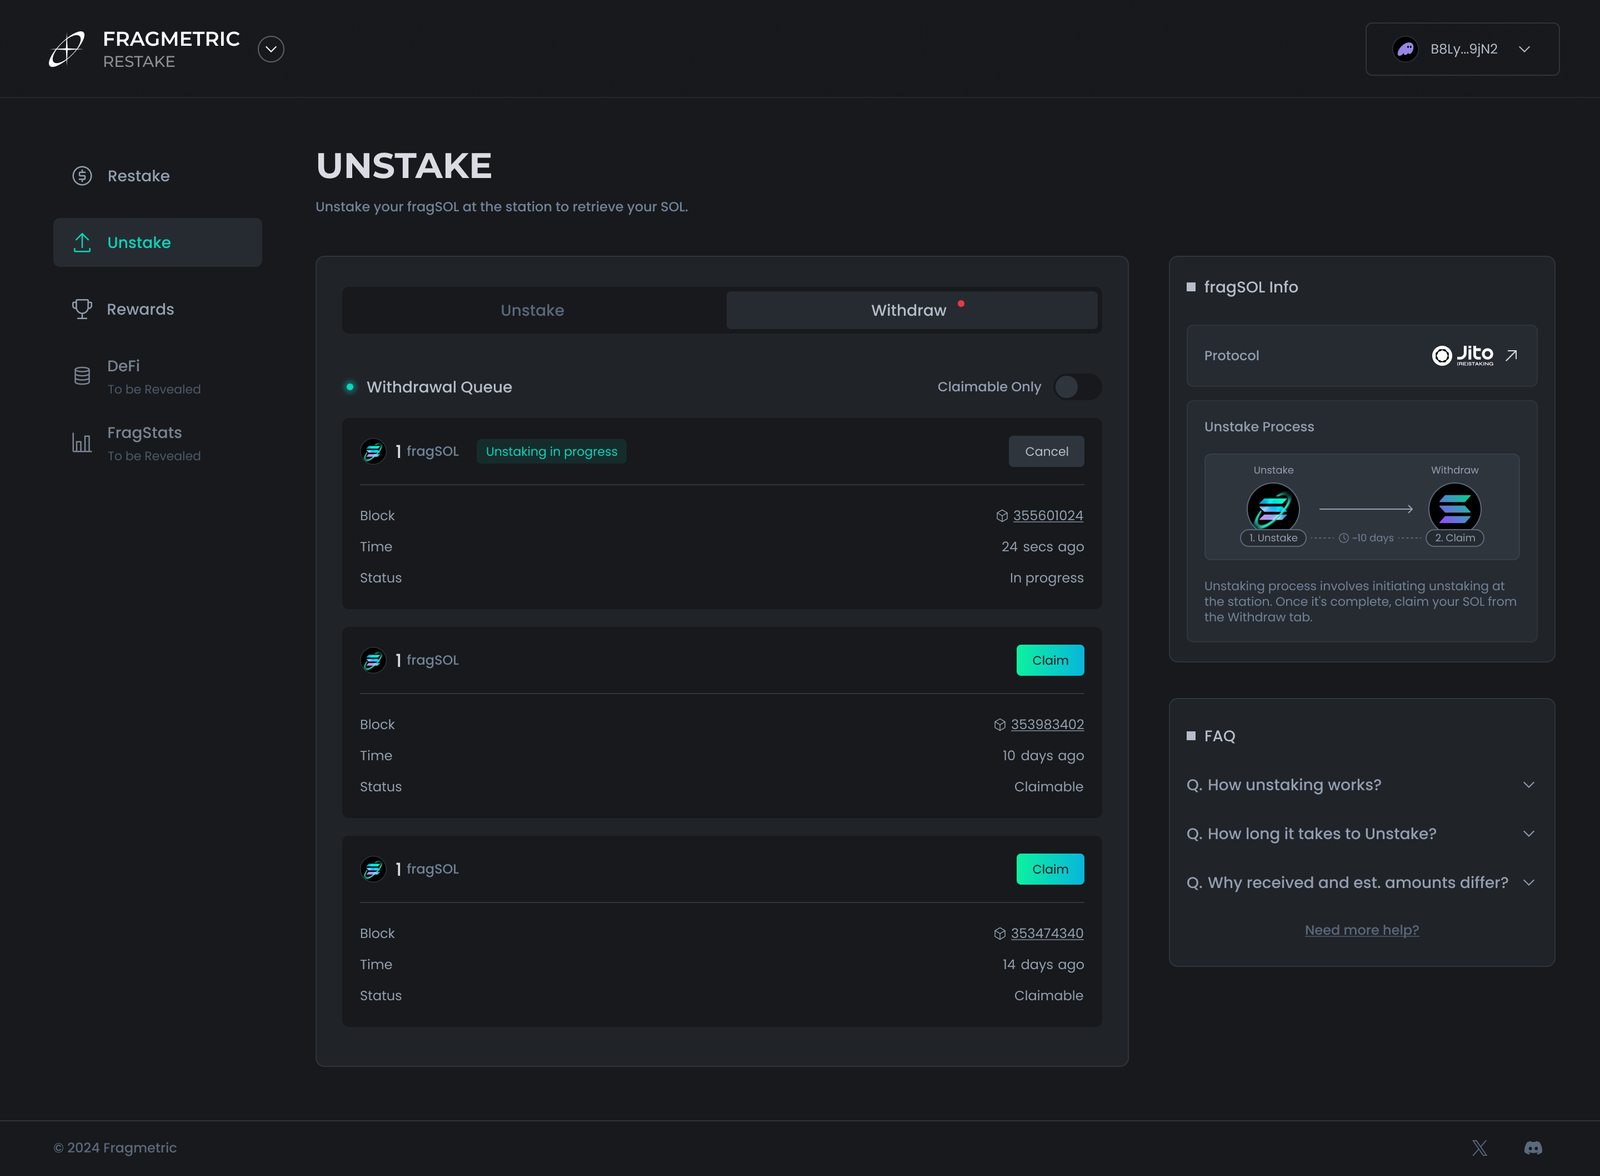 FRAGMETRIC
RESTAKE
B8Ly...9jN2
Restake
Unstake
Rewards
DeFi
To be Revealed
FragStats
To be Revealed
UNSTAKE
Unstake your fragSOL at the station to retrieve your SOL.
Unstake
Withdraw
Withdrawal Queue
Claimable Only
1 fragSOL Unstaking in progress Cancel
Block 355601024
Time 24 secs ago
Status In progress
1 fragSOL Claim
Block 353983402
Time 10 days ago
Status Claimable
1 fragSOL Claim
Block 353474340
Time 14 days ago
Status Claimable
fragSOL Info
Protocol
Jito
(RE)STAKING
Unstake Process
Unstake Withdraw
1. Unstake ~10 days 2. Claim
Unstaking process involves initiating unstaking at
the station. Once it's complete, claim your SOL from
the Withdraw tab.
FAQ
Q. How unstaking works?
Q. How long it takes to Unstake?
Q. Why received and est. amounts differ?
Need more help?
© 2024 Fragmetric